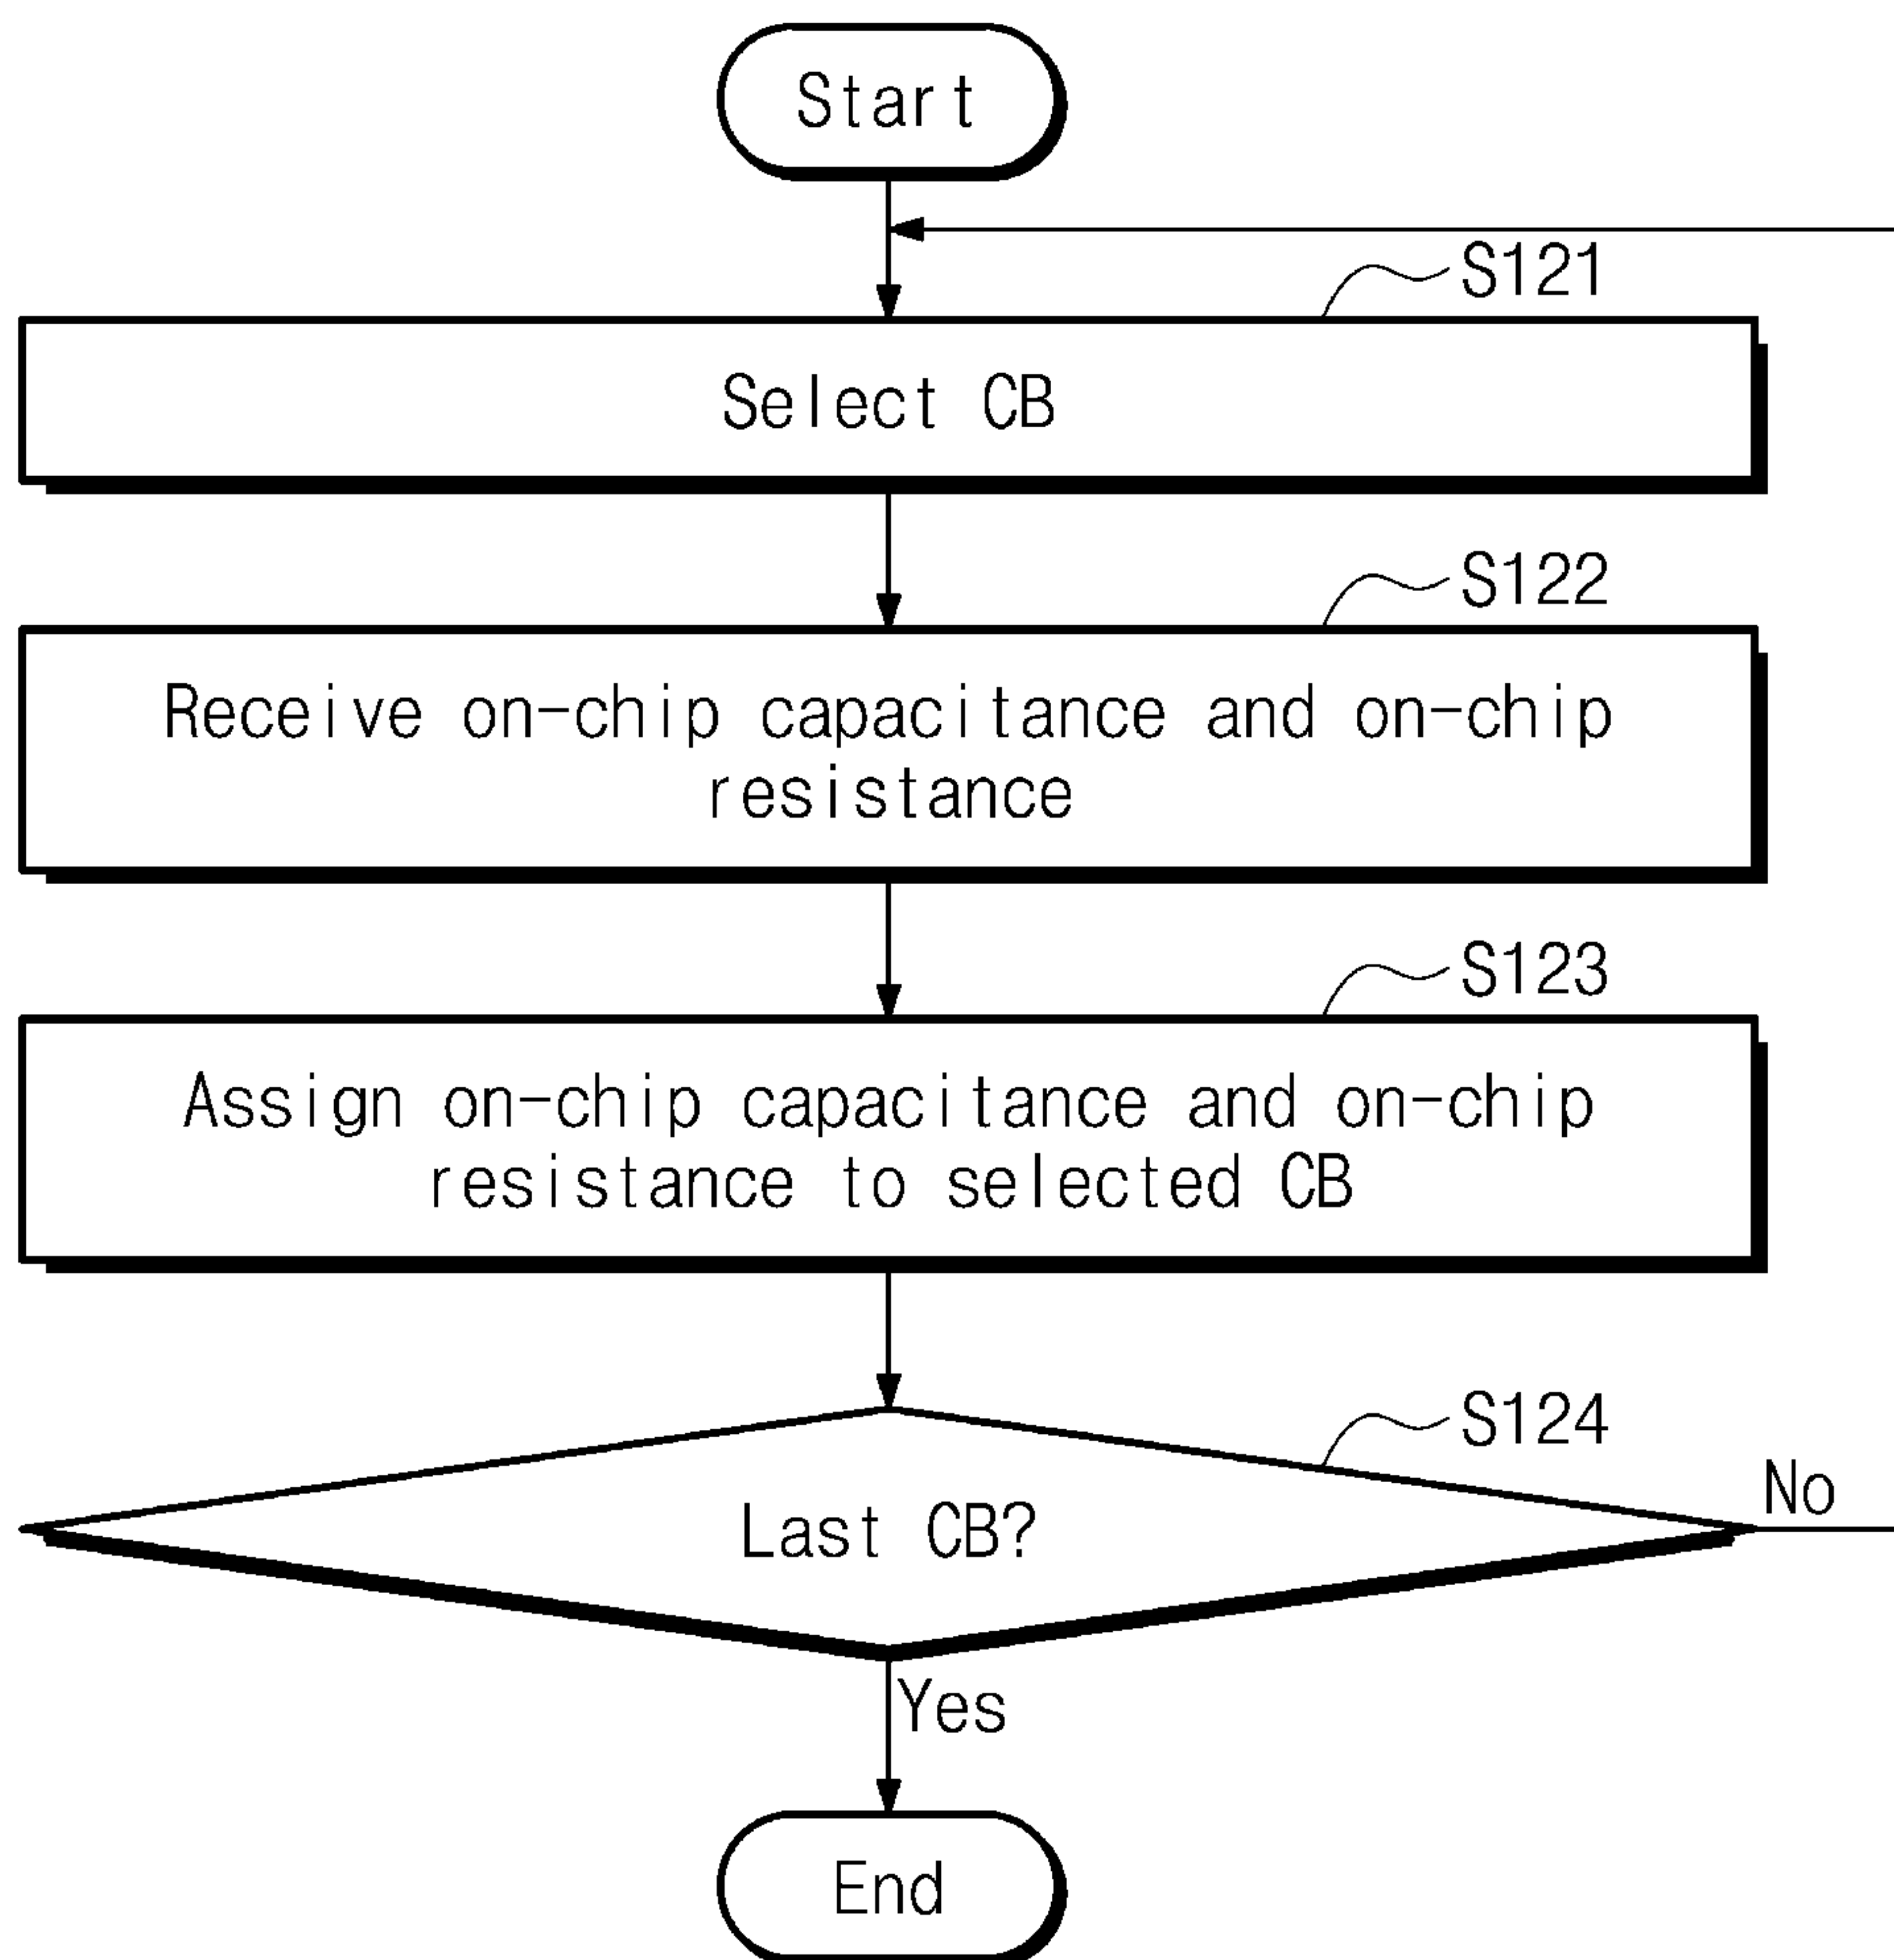 Start
S121
Select CB
S122
Receive on-chip capacitance and on-chip
resistance
S123
Assign on-chip capacitance and on-chip
resistance to selected CB
S124
No
Last CB?
Yes
End